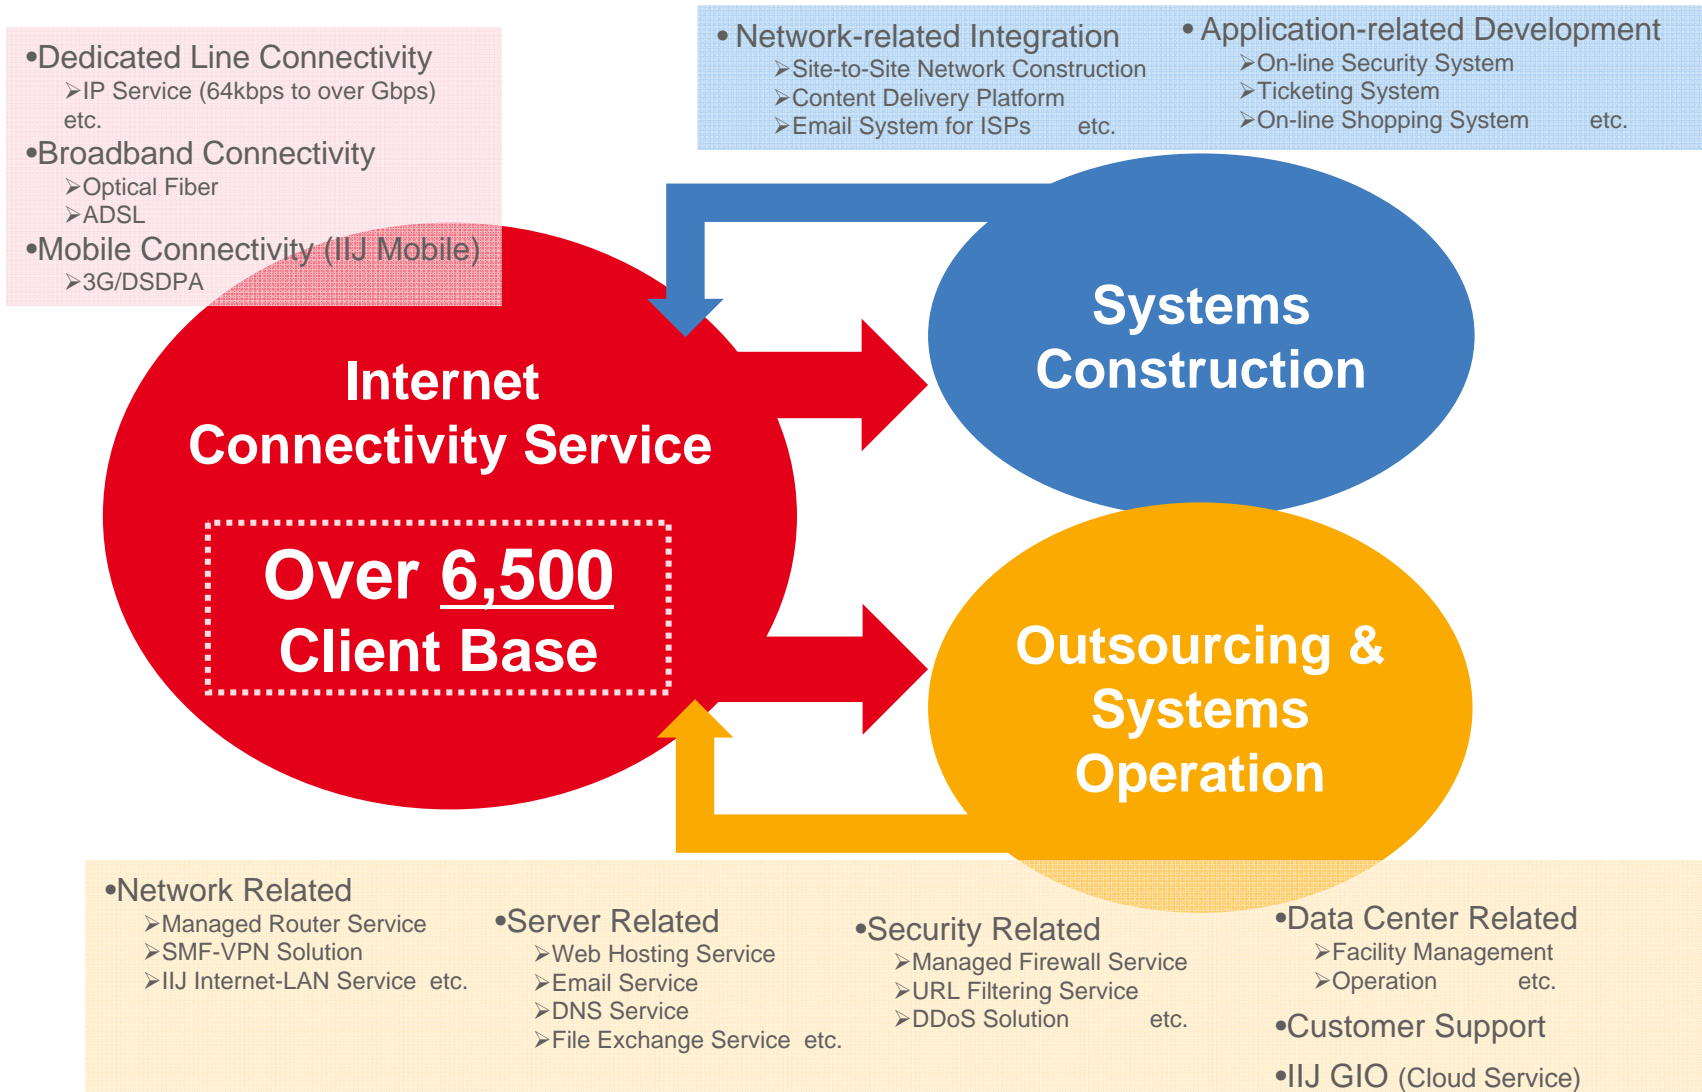 •Dedicated Line Connectivity
➢IP Service (64kbps to over Gbps)
etc.
•Broadband Connectivity
➢Optical Fiber
➢ADSL
•Mobile Connectivity (IIJ Mobile)
➢3G/DSDPA
• Network-related Integration
➢Site-to-Site Network Construction
➢Content Delivery Platform
➢Email System for ISPs etc.
• Application-related Development
➢On-line Security System
➢Ticketing System
➢On-line Shopping System etc.
Internet
Connectivity Service
Over 6,500
Client Base
Systems
Construction
Outsourcing &
Systems
Operation
•Network Related
➢Managed Router Service
➢SMF-VPN Solution
➢IIJ Internet-LAN Service etc.
•Server Related
➢Web Hosting Service
➢Email Service
➢DNS Service
➢File Exchange Service etc.
•Security Related
➢Managed Firewall Service
➢URL Filtering Service
➢DDoS Solution etc.
•Data Center Related
➢Facility Management
➢Operation etc.
•Customer Support
•IIJ GIO (Cloud Service)